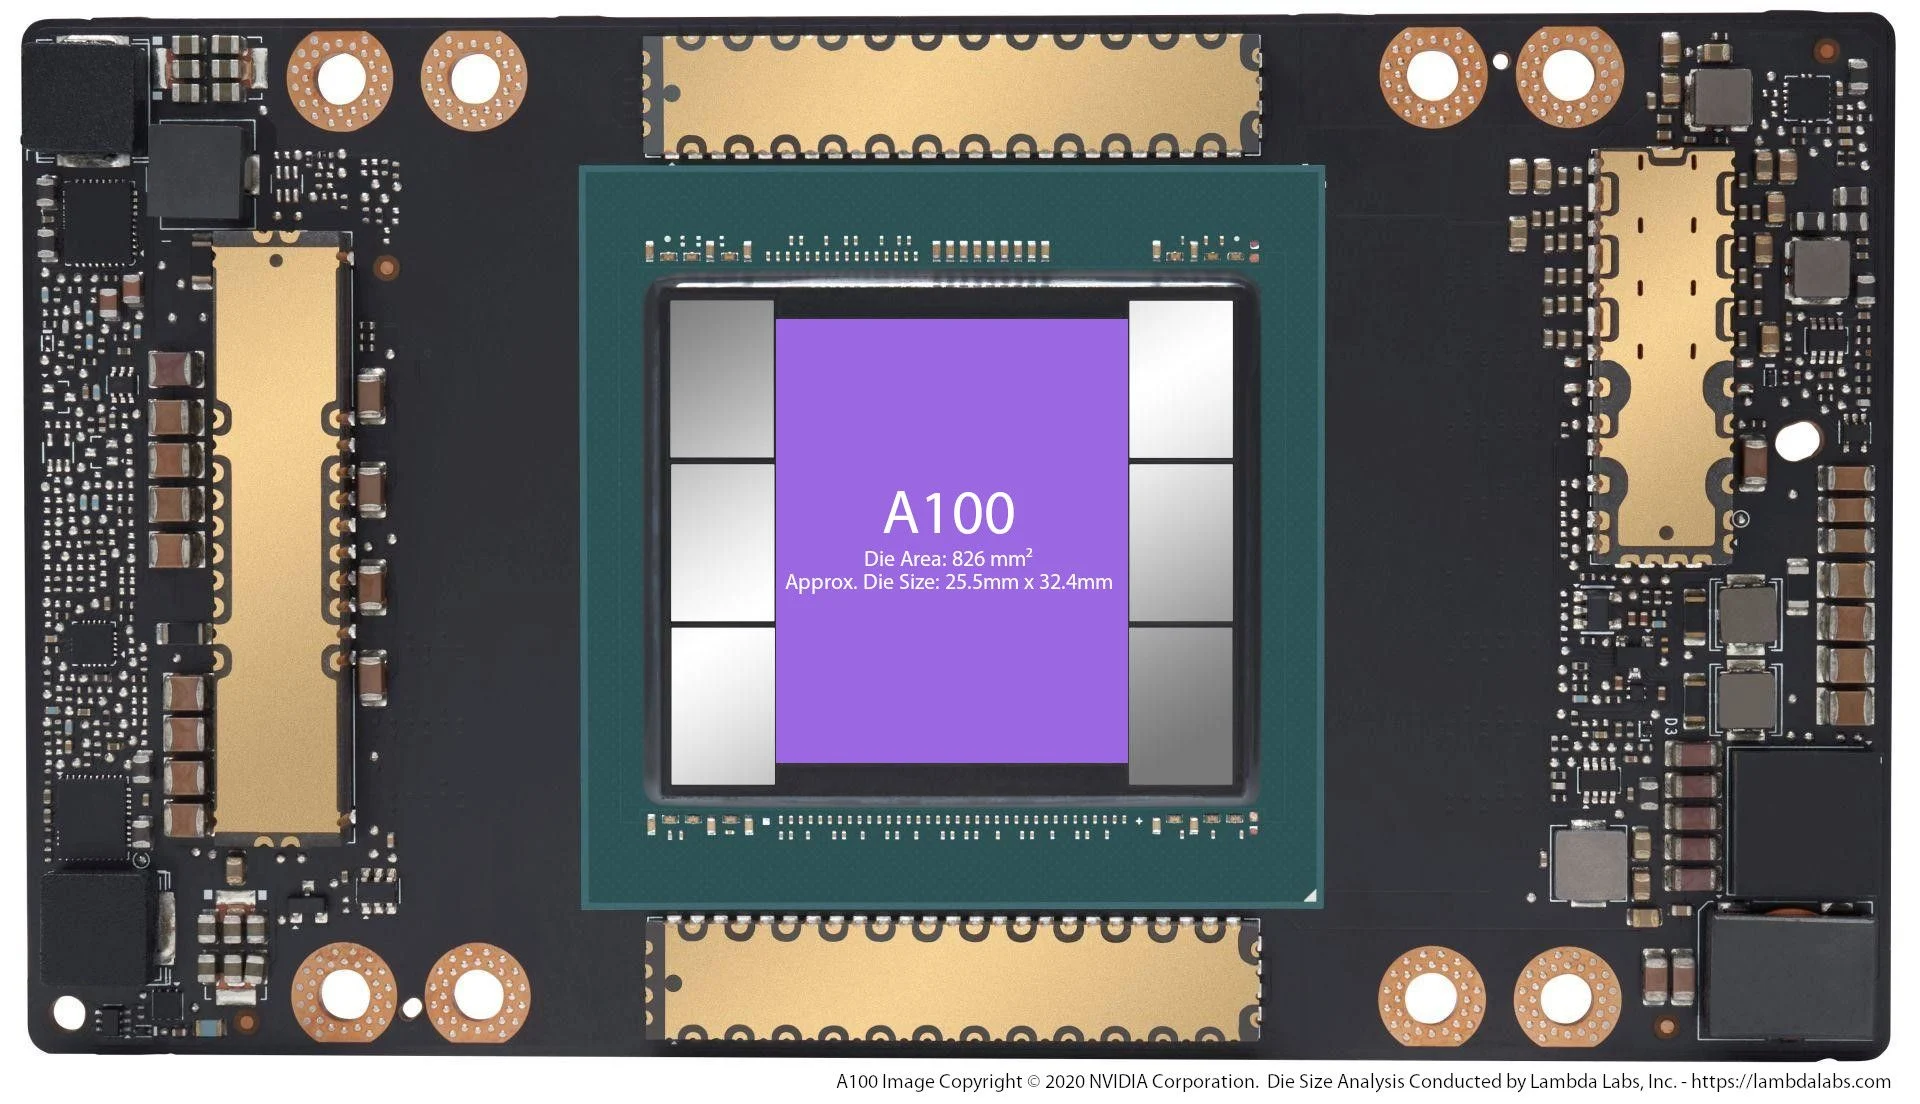 A100
Die Area: 826 mm²
Approx. Die Size: 25.5mm x 32.4mm
D3
A100 Image Copyright © 2020 NVIDIA Corporation. Die Size Analysis Conducted by Lambda Labs, Inc. - https://lambdalabs.com